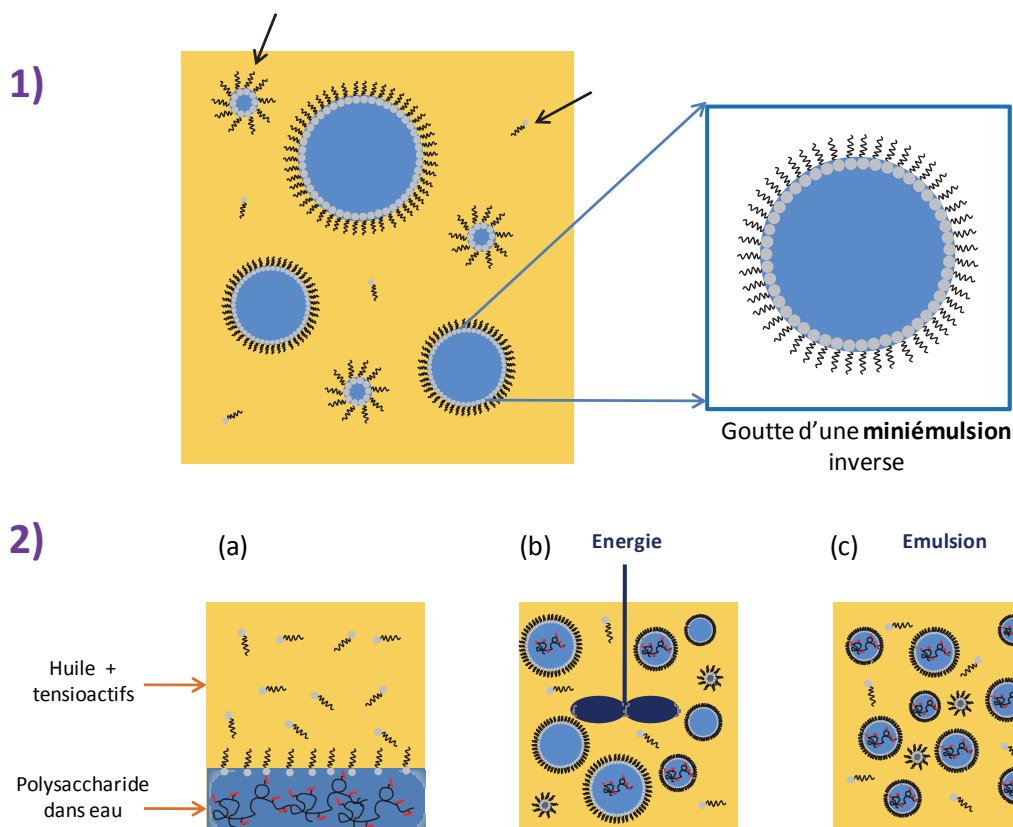 1)
Goutte d'une miniémulsion
inverse
2)
(a)
(b)
Energie
(c)
Emulsion
Huile +
tensioactifs
Polysaccharide
dans eau